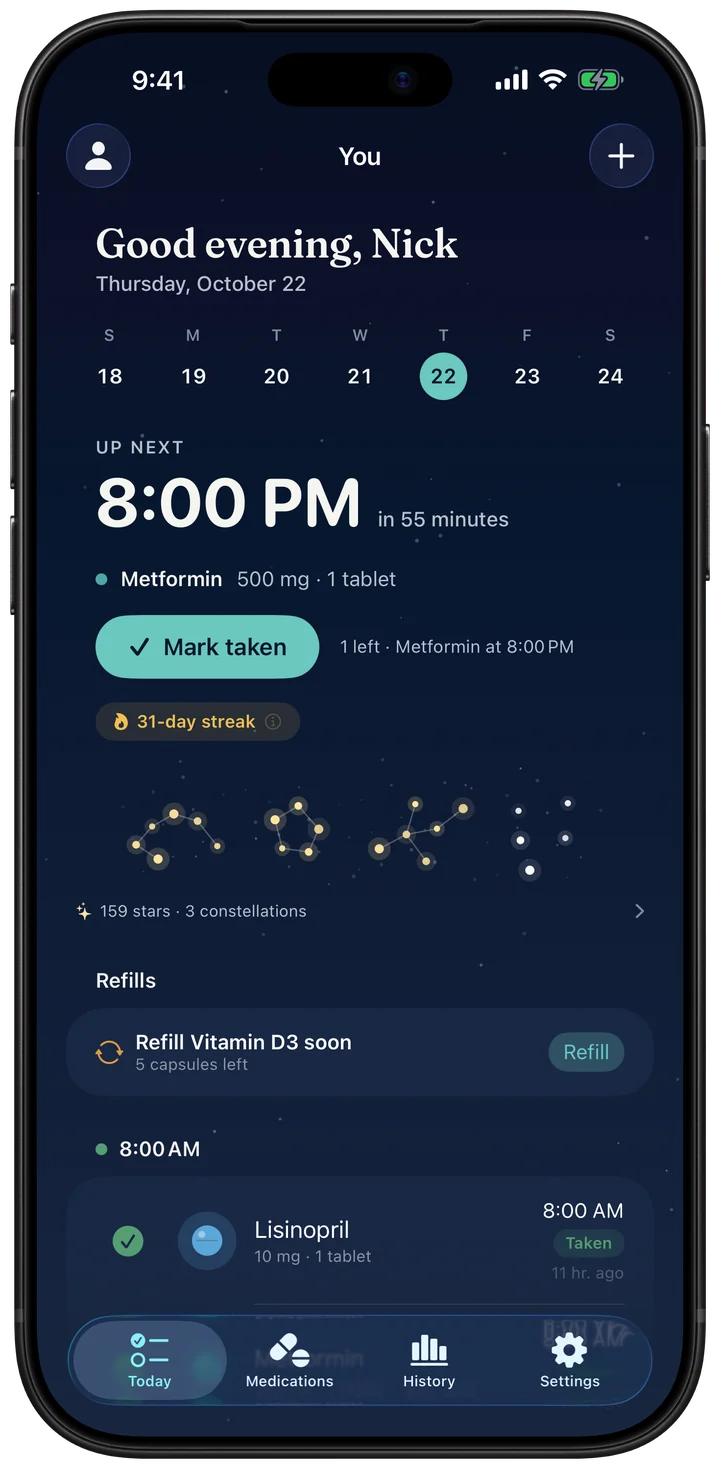 9:41
You
Good evening, Nick
Thursday, October 22
S M T W T F S
18 19 20 21 22 23 24
UP NEXT
8:00 PM in 55 minutes
Metformin 500 mg · 1 tablet
Mark taken 1 left · Metformin at 8:00 PM
31-day streak
159 stars · 3 constellations
Refills
Refill Vitamin D3 soon
5 capsules left
Refill
8:00 AM
8:00 AM
Lisinopril
Taken
10 mg · 1 tablet
11 hr. ago
Today Medications History Settings